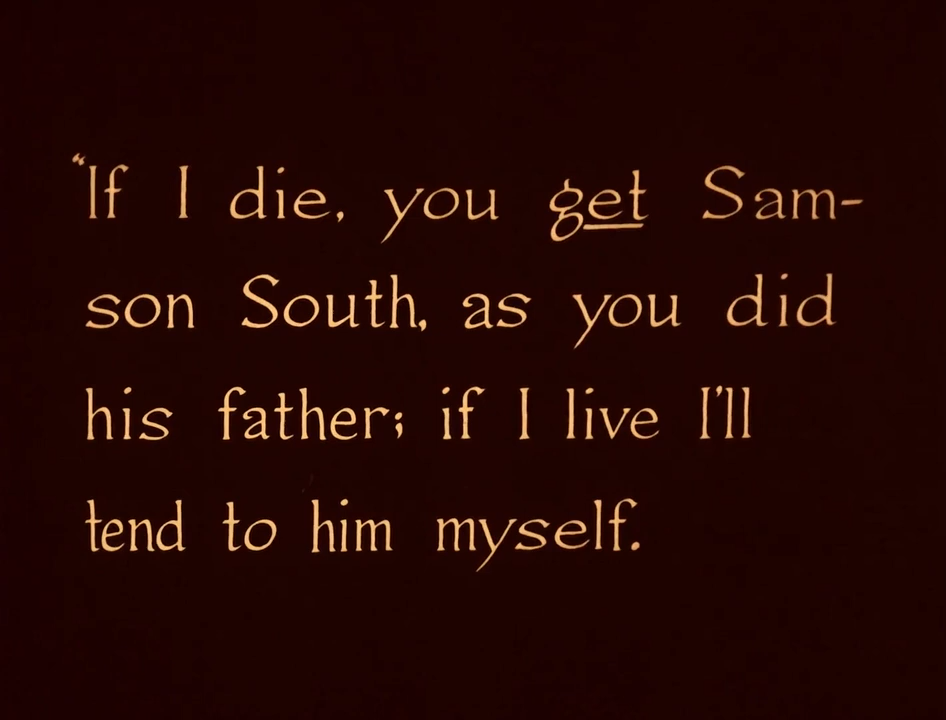 “If I die, you get Sam-
son South, as you did
his father; if I live I'll
tend to him myself.